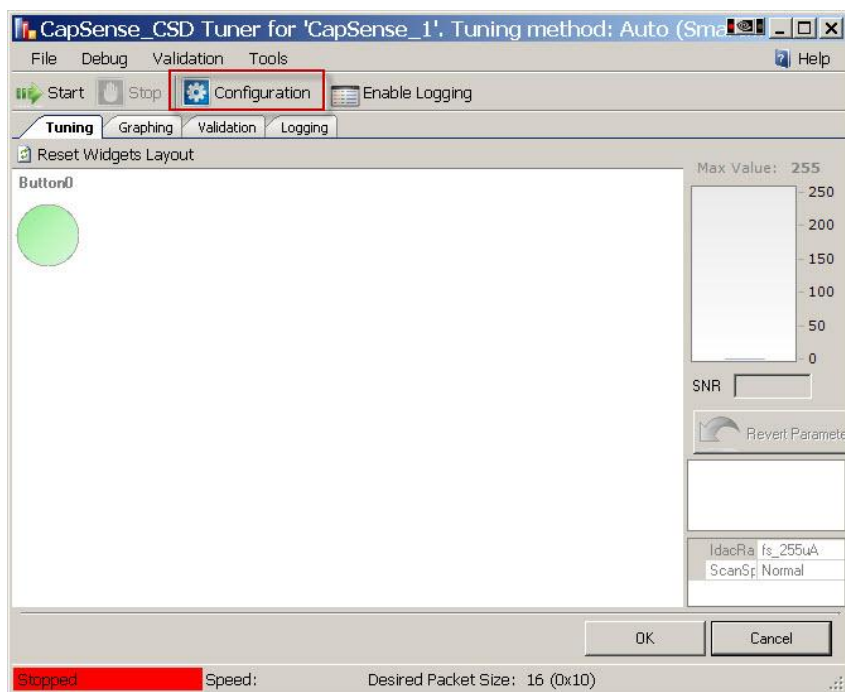 CapSense_CSD Tuner for 'CapSense_1'. Tuning method: Auto (Sma
File Debug Validation Tools Help
Start Stop Configuration Enable Logging
Tuning Graphing Validation Logging
Reset Widgets Layout
Button0
Max Value: 255
250
200
150
100
50
0
SNR
Revert Paramete
IdacRa fs_255uA
ScanSp Normal
OK Cancel
Stopped Speed: Desired Packet Size: 16 (0x10)